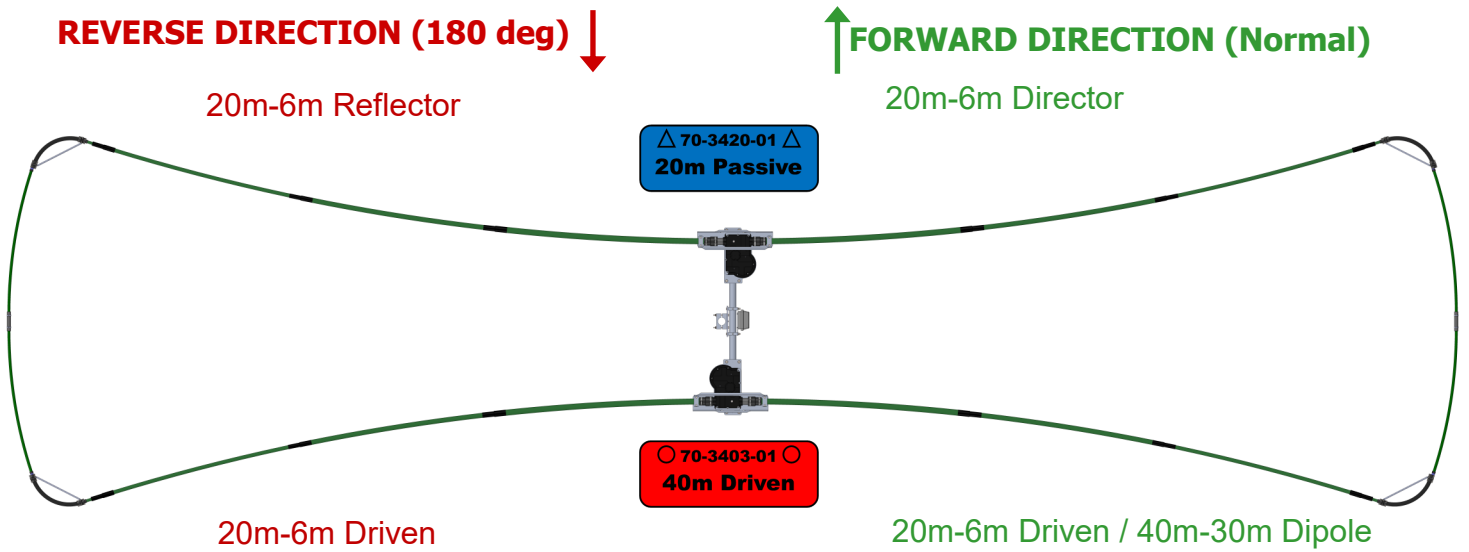 REVERSE DIRECTION (180 deg)
FORWARD DIRECTION (Normal)
20m-6m Reflector
20m-6m Director
△ 70-3420-01 △
20m Passive
○ 70-3403-01 ○
40m Driven
20m-6m Driven
20m-6m Driven / 40m-30m Dipole